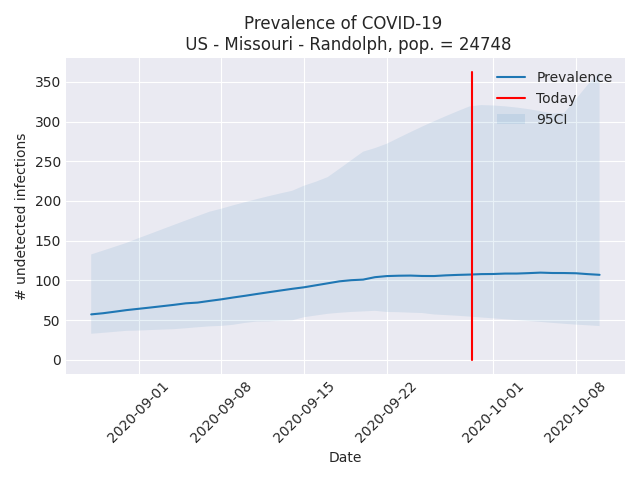 Prevalence of COVID-19
US - Missouri - Randolph, pop. = 24748
Prevalence
Today
95CI
# undetected infections
350
300
250
200
150
100
50
0
2020-09-01
2020-09-08
2020-09-15
2020-09-22
2020-10-01
2020-10-08
Date